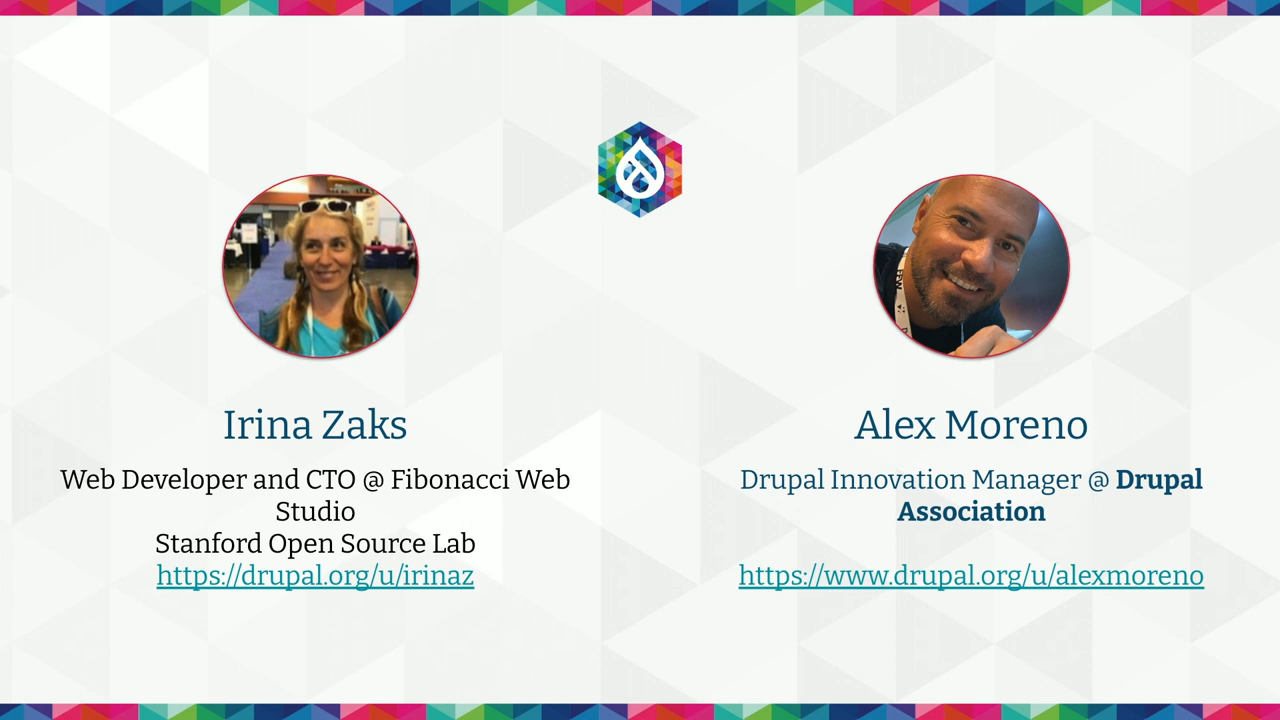 Irina Zaks
Web Developer and CTO @ Fibonacci Web
Studio
Stanford Open Source Lab
https://drupal.org/u/irinaz
Alex Moreno
Drupal Innovation Manager @ Drupal
Association
https://www.drupal.org/u/alexmoreno